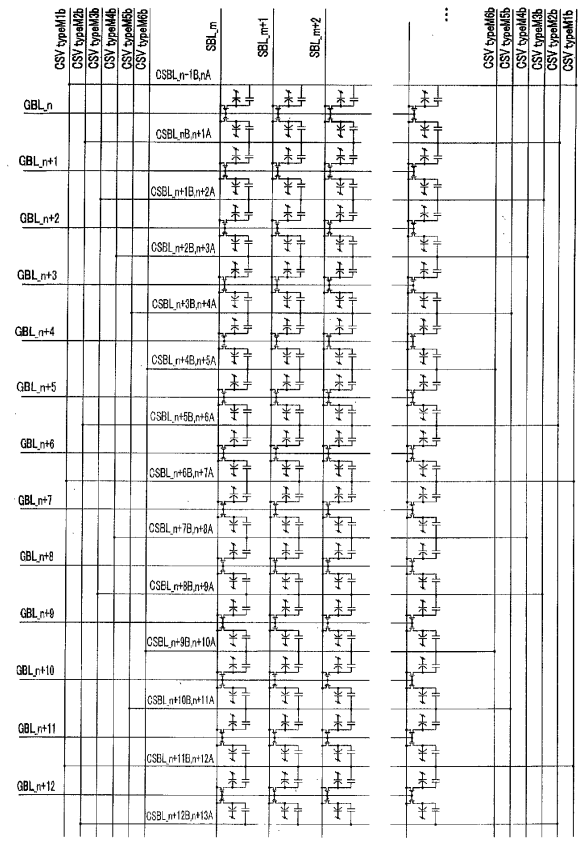 CSV typeM1b
CSV typeM2b
CSV typeM3b
CSV typeM4b
CSV typeM5b
CSV typeM6b
SBL_m
SBL_m+1
SBL_m+2
...
CSV typeM6b
CSV typeM5b
CSV typeM4b
CSV typeM3b
CSV typeM2b
CSV typeM1b
CSBL_n-1B,nA
GBL_n
CSBL_nB,n+1A
GBL_n+1
CSBL_n+1B,n+2A
GBL_n+2
CSBL_n+2B,n+3A
GBL_n+3
CSBL_n+3B,n+4A
GBL_n+4
CSBL_n+4B,n+5A
GBL_n+5
CSBL_n+5B,n+6A
GBL_n+6
CSBL_n+6B,n+7A
GBL_n+7
CSBL_n+7B,n+8A
GBL_n+8
CSBL_n+8B,n+9A
GBL_n+9
CSBL_n+9B,n+10A
GBL_n+10
CSBL_n+10B,n+11A
GBL_n+11
CSBL_n+11B,n+12A
GBL_n+12
CSBL_n+12B,n+13A